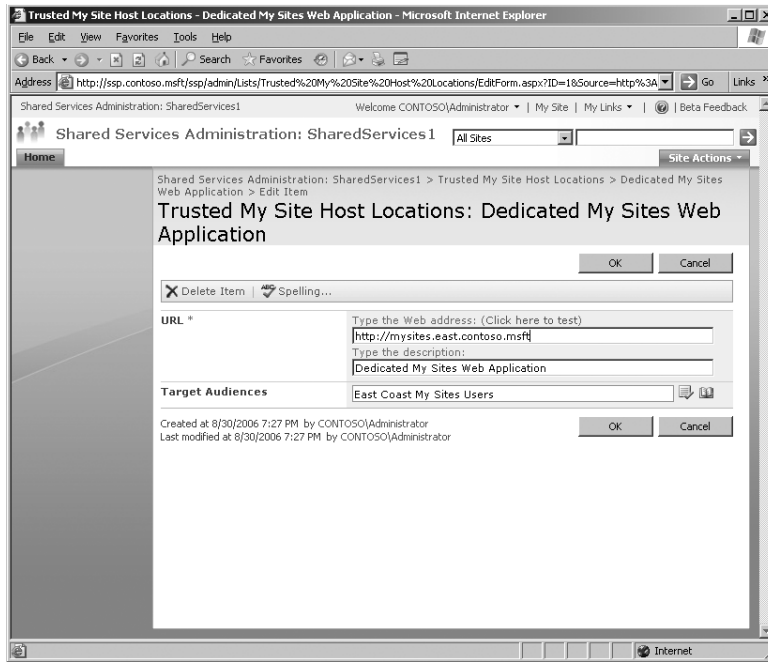 Trusted My Site Host Locations - Dedicated My Sites Web Application - Microsoft Internet Explorer
File Edit View Favorites Tools Help
Back Search Favorites
Address http://ssp.contoso.msft/ssp/admin/Lists/Trusted%20My%20Site%20Host%20Locations/EditForm.aspx?ID=1&Source=http%3A Go Links »
Shared Services Administration: SharedServices1 Welcome CONTOSO\Administrator | My Site | My Links | Beta Feedback
Shared Services Administration: SharedServices1 All Sites
Home Site Actions
Shared Services Administration: SharedServices1 > Trusted My Site Host Locations > Dedicated My Sites
Web Application > Edit Item
Trusted My Site Host Locations: Dedicated My Sites Web
Application
OK Cancel
Delete Item | ABC Spelling...
URL * Type the Web address: (Click here to test)
http://mysites.east.contoso.msft
Type the description:
Dedicated My Sites Web Application
Target Audiences East Coast My Sites Users
Created at 8/30/2006 7:27 PM by CONTOSO\Administrator OK Cancel
Last modified at 8/30/2006 7:27 PM by CONTOSO\Administrator
Internet